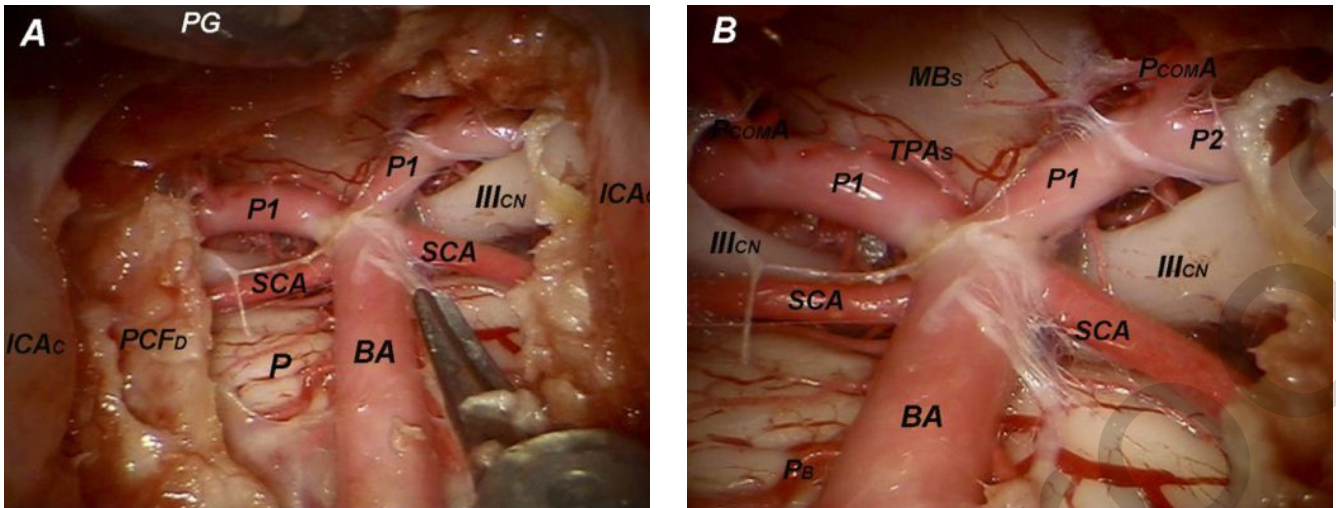 A
PG
P1
P1
IIICN
ICAC
SCA
SCA
ICAC
PCFD
P
BA
B
MBS
PCOMA
PCOMA
TPAS
P2
P1
P1
IIICN
IIICN
SCA
SCA
BA
PB